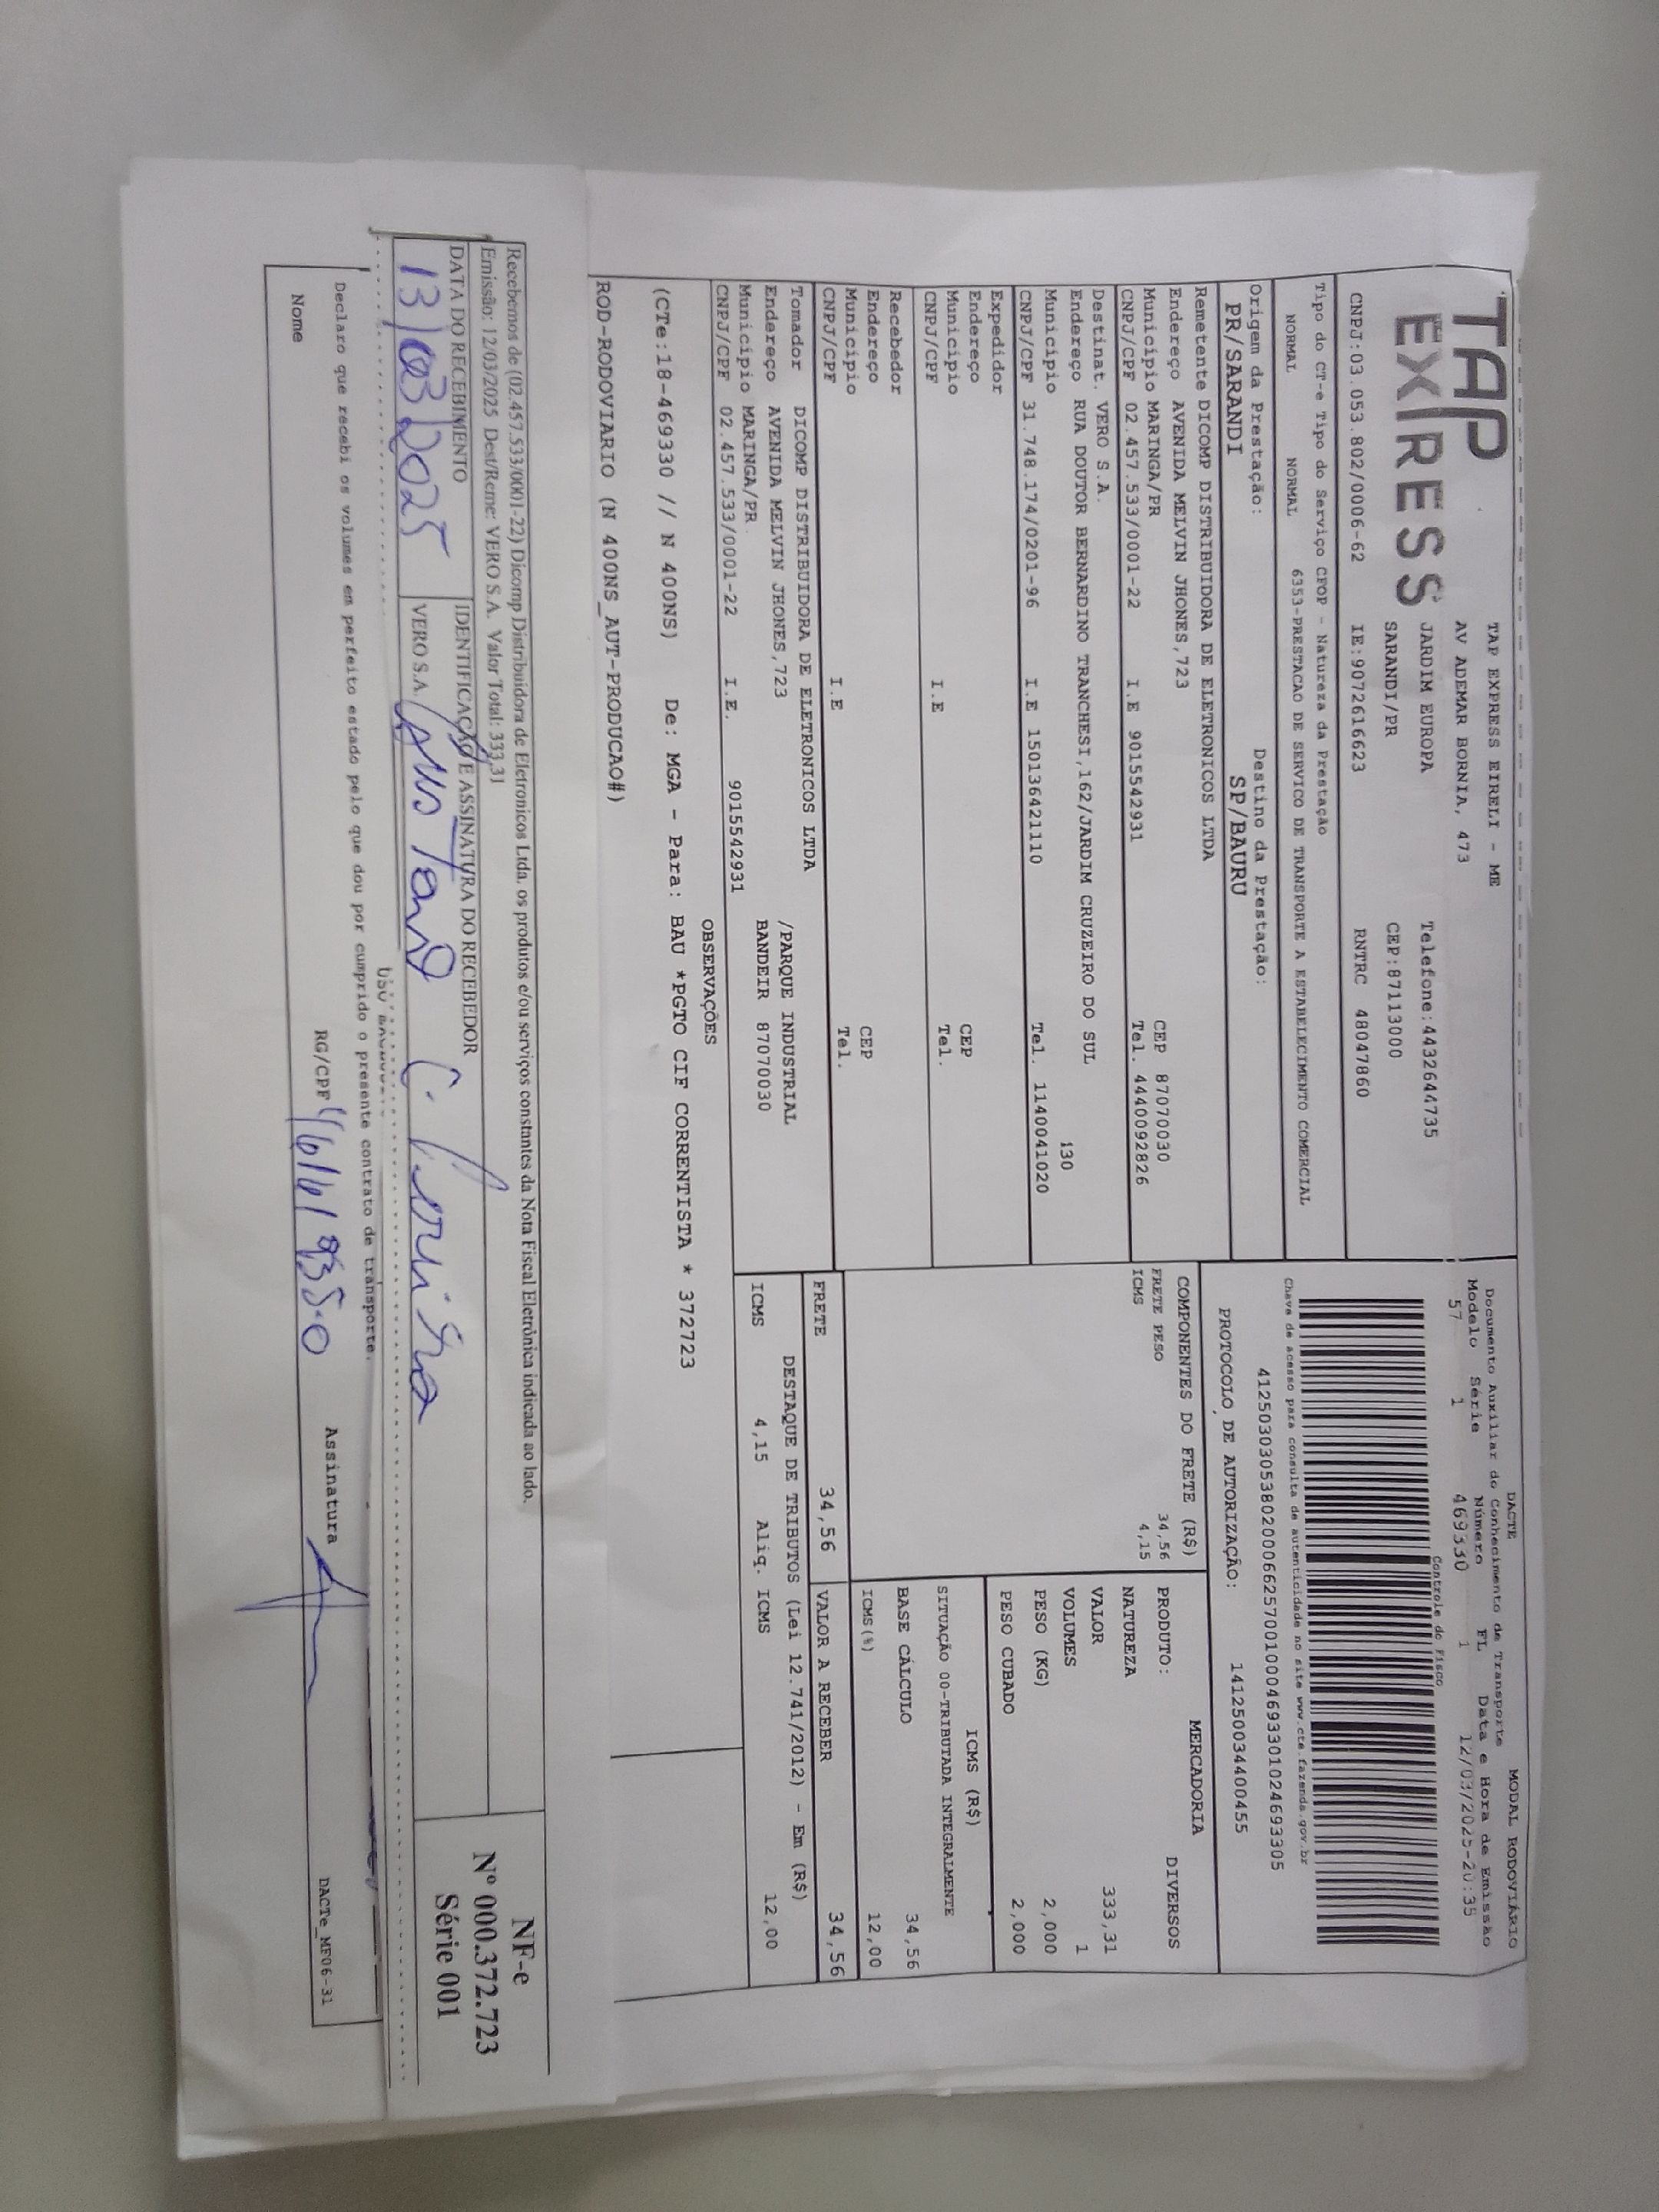 TAP
EXPRESS
TAP EXPRESS EIRELI - ME
AV ADEMAR BORNIA, 473
JARDIM EUROPA Telefone:4432644735
SARANDI/PR CEP:87113000
CNPJ:03.053.802/0006-62 IE:9072616623 RNTRC 48047860
DACTE MODAL RODOVIÁRIO
Documento Auxiliar do Conhecimento de Transporte
Modelo Série Número FL Data e Hora de Emissão
57 1 469330 1 12/03/2025-20:35
Controle do Fisco
Chave de acesso para consulta de autenticidade no site www.cte.fazenda.gov.br
41250303053802000662570010004693301024693305
PROTOCOLO DE AUTORIZAÇÃO: 141250034400455
Tipo do CT-e Tipo do Serviço CFOP - Natureza da Prestação
NORMAL NORMAL 6353-PRESTACAO DE SERVICO DE TRANSPORTE A ESTABELECIMENTO COMERCIAL
Origem da Prestação: Destino da Prestação:
PR/SARANDI SP/BAURU
Remetente DICOMP DISTRIBUIDORA DE ELETRONICOS LTDA
Endereço AVENIDA MELVIN JHONES,723 CEP 87070030
Município MARINGA/PR Tel. 4440092826
CNPJ/CPF 02.457.533/0001-22 I.E 9015542931
Destinat. VERO S.A.
Endereço RUA DOUTOR BERNARDINO TRANCHESI,162/JARDIM CRUZEIRO DO SUL
Município 130
CNPJ/CPF 31.748.174/0201-96 I.E 150136421110 Tel. 1140041020
Expedidor
Endereço CEP
Município Tel.
CNPJ/CPF I.E
Recebedor
Endereço CEP
Município Tel.
CNPJ/CPF I.E
Tomador DICOMP DISTRIBUIDORA DE ELETRONICOS LTDA
Endereço AVENIDA MELVIN JHONES,723 /PARQUE INDUSTRIAL
Município MARINGA/PR BANDEIR 87070030
CNPJ/CPF 02.457.533/0001-22 I.E. 9015542931
COMPONENTES DO FRETE (R$)
FRETE PESO 34,56
ICMS 4,15
MERCADORIA
PRODUTO: DIVERSOS
NATUREZA
VALOR 333,31
VOLUMES 1
PESO (KG) 2,000
PESO CUBADO 2,000
ICMS (R$)
SITUAÇÃO 00-TRIBUTADA INTEGRALMENTE
BASE CÁLCULO 34,56
ICMS(%) 12,00
FRETE 34,56 VALOR A RECEBER 34,56
DESTAQUE DE TRIBUTOS (Lei 12.741/2012) - Em (R$)
ICMS 4,15 Aliq. ICMS 12,00
OBSERVAÇÕES
(CTe:18-469330 // N 400NS) De: MGA - Para: BAU *PGTO CIF CORRENTISTA * 372723
ROD-RODOVIARIO (N 400NS_AUT-PRODUCAO#)
Recebemos de (02.457.533/0001-22) Dicomp Distribuidora de Eletronicos Ltda. os produtos e/ou serviços constantes da Nota Fiscal Eletrônica indicada ao lado.
Emissão: 12/03/2025 Dest/Reme: VERO S.A. Valor Total: 333,31
DATA DO RECEBIMENTO IDENTIFICAÇÃO E ASSINATURA DO RECEBEDOR
13/03/2025 VERO S.A.
NF-e
Nº 000.372.723
Série 001
Declaro que recebi os volumes em perfeito estado pelo que dou por cumprido o presente contrato de transporte.
Nome RG/CPF Assinatura
DACTe_MF06-31